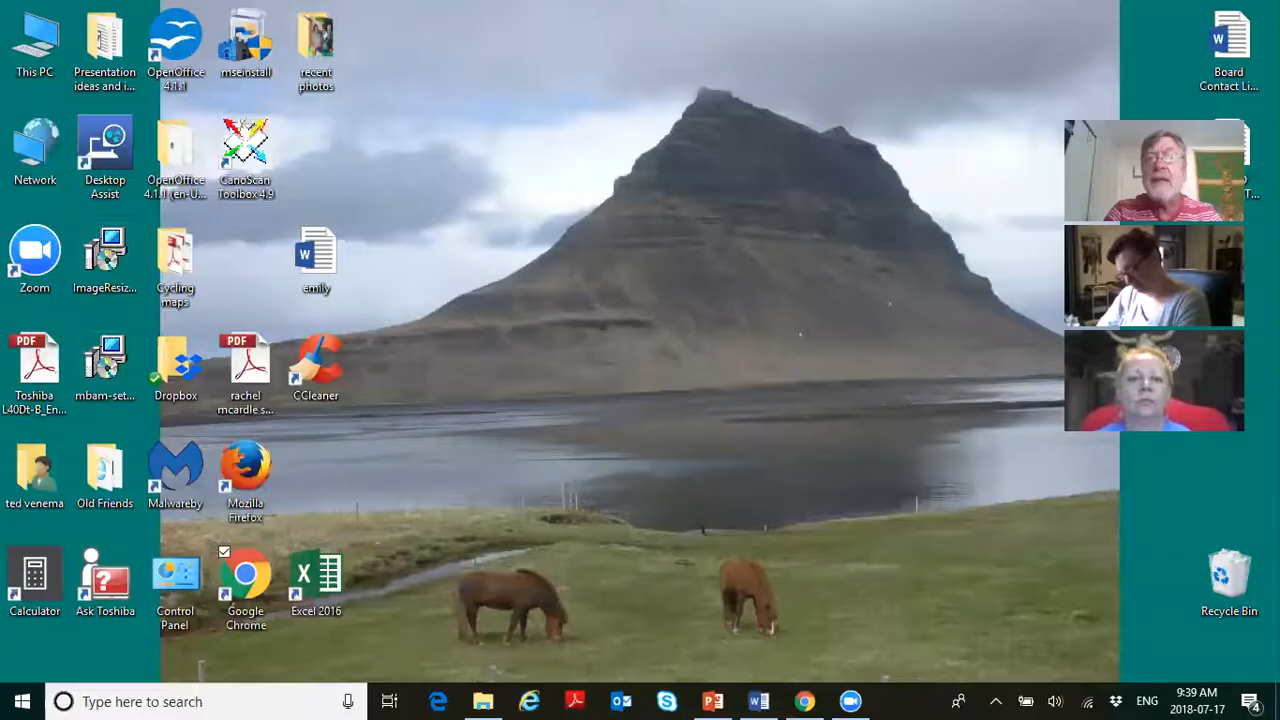 This PC
Presentation
ideas and i...
OpenOffice
4.1.1
mseinstall
recent
photos
W
Board
Contact Li...
Network
Desktop
Assist
OpenOffice
4.1.1 (en-U...
CanoScan
Toolbox 4.9
Zoom
ImageResiz...
Cycling
maps
W
emily
PDF
Toshiba
L40Dt-B_En...
mbam-set...
Dropbox
PDF
rachel
mcardle s...
CCleaner
ted venema
Old Friends
Malwareby
Mozilla
Firefox
Calculator
?
Ask Toshiba
Control
Panel
Google
Chrome
X
Excel 2016
Recycle Bin
Type here to search
ENG
9:39 AM
2018-07-17
4